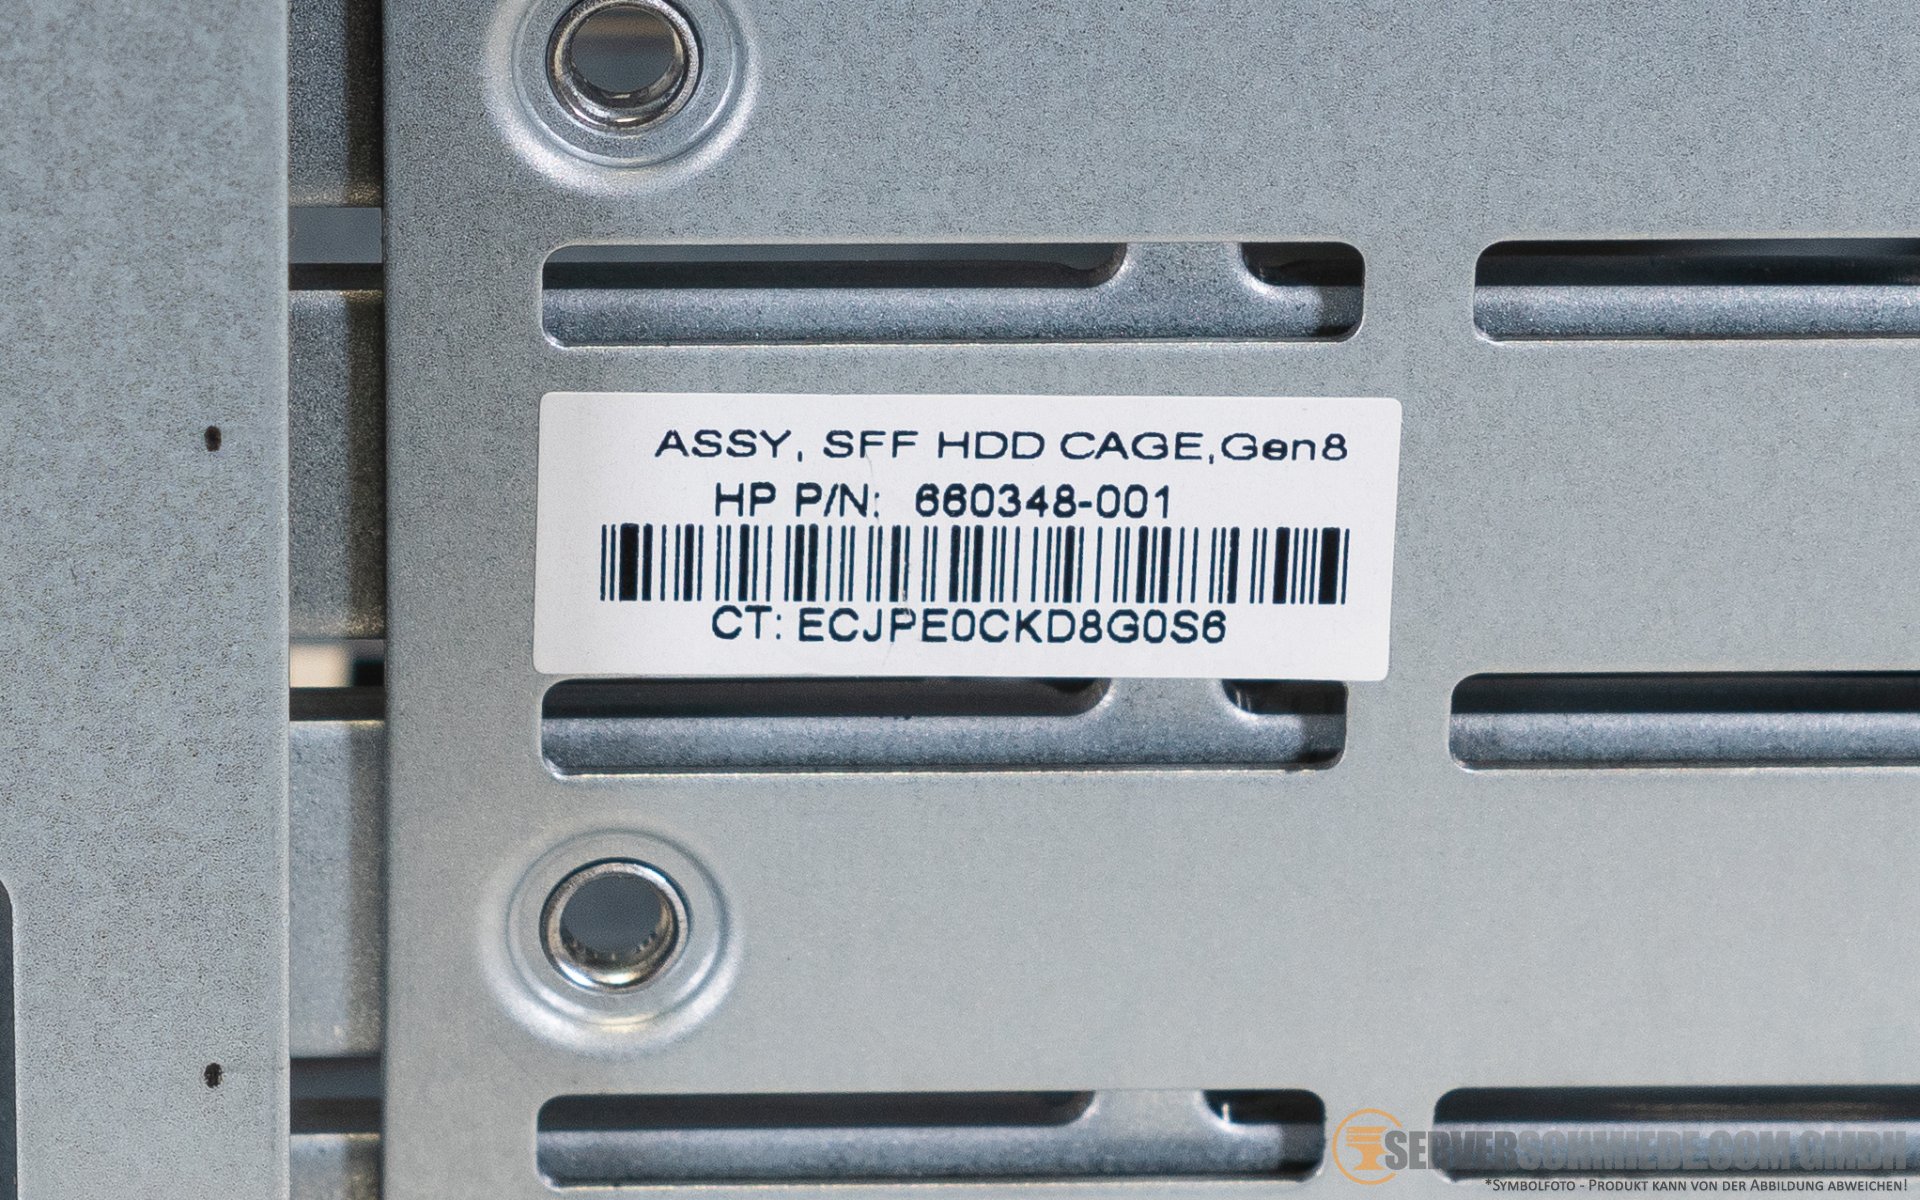 ASSY, SFF HDD CAGE,Gen8
HP P/N: 660348-001
CT: ECJPE0CKD8G0S6
SERVERSCHMIEDE.COM GMBH
*SYMBOLFOTO - PRODUKT KANN VON DER ABBILDUNG ABWEICHEN!